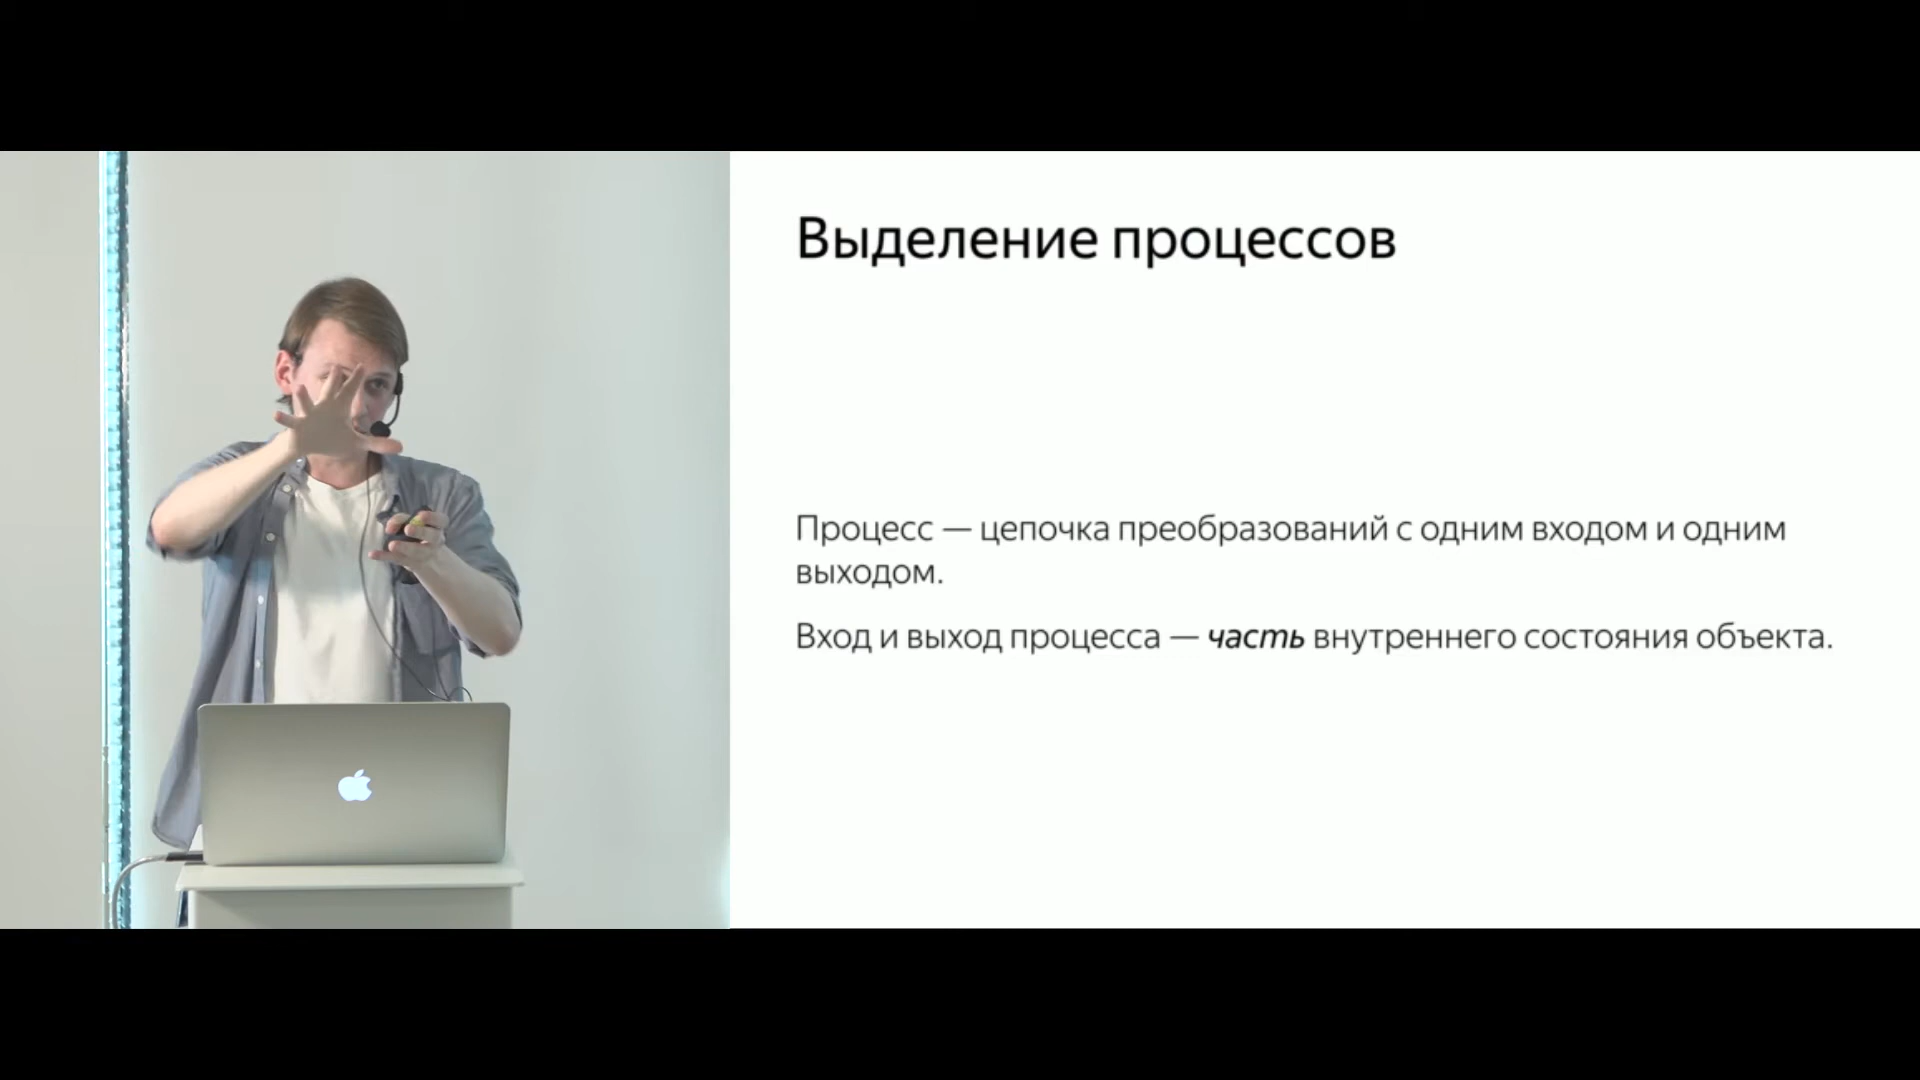 Выделение процессов
Процесс — цепочка преобразований с одним входом и одним
выходом.
Вход и выход процесса — часть внутреннего состояния объекта.